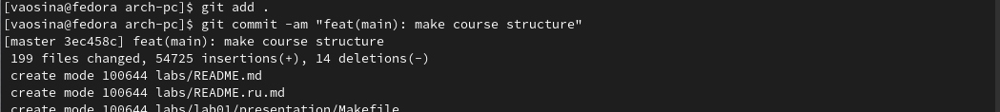 [vaosina@fedora arch-pc]$ git add .
[vaosina@fedora arch-pc]$ git commit -am "feat(main): make course structure"
[master 3ec458c] feat(main): make course structure
 199 files changed, 54725 insertions(+), 14 deletions(-)
 create mode 100644 labs/README.md
 create mode 100644 labs/README.ru.md
 create mode 100644 labs/lab01/presentation/Makefile